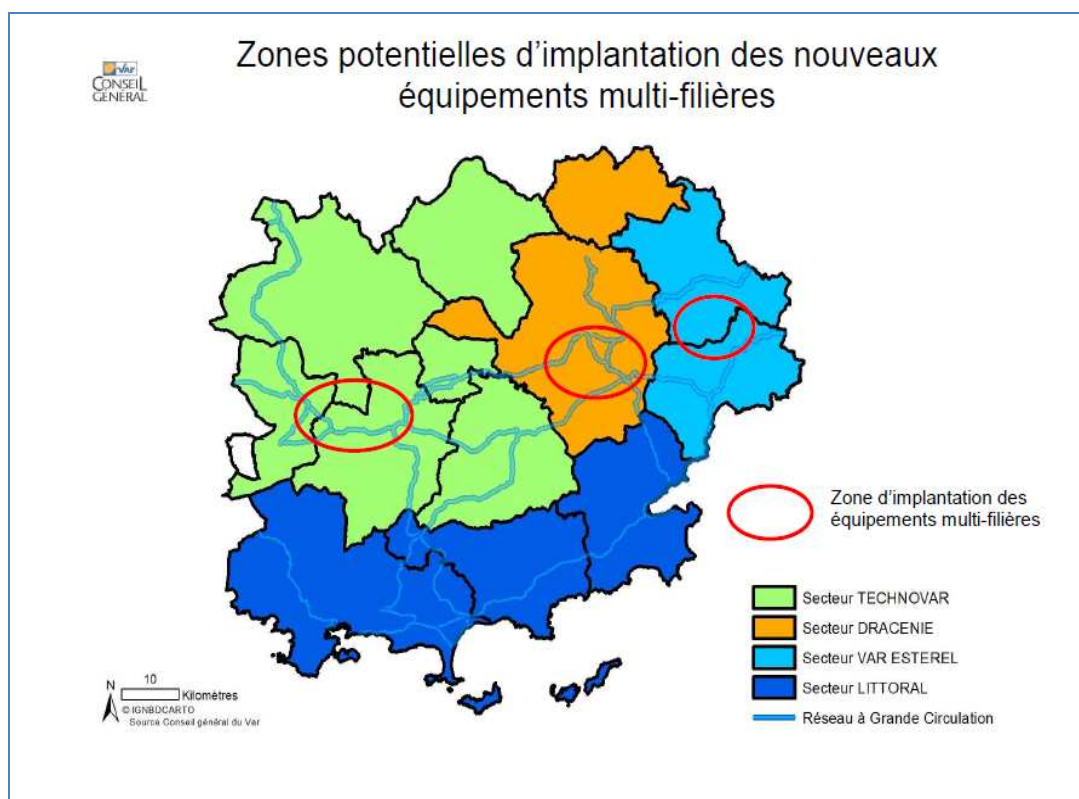 Var
CONSEIL
GENERAL
Zones potentielles d'implantation des nouveaux
équipements multi-filières
Zone d'implantation des
équipements multi-filières
Secteur TECHNOVAR
Secteur DRACENIE
Secteur VAR ESTEREL
Secteur LITTORAL
Réseau à Grande Circulation
N
10
Kilomètres
© IGNBDCARTO
Source Conseil général du Var